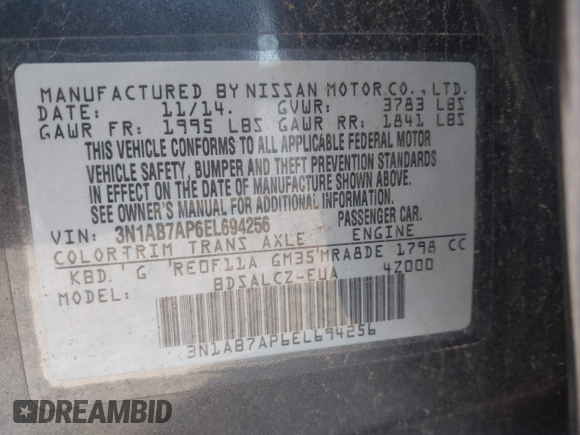 MANUFACTURED BY NISSAN MOTOR CO., LTD.
DATE: 11/14. GVWR: 3783 LBS
GAWR FR: 1995 LBS GAWR RR: 1841 LBS
THIS VEHICLE CONFORMS TO ALL APPLICABLE FEDERAL MOTOR
VEHICLE SAFETY, BUMPER AND THEFT PREVENTION STANDARDS
IN EFFECT ON THE DATE OF MANUFACTURE SHOWN ABOVE.
SEE OWNER'S MANUAL FOR ADDITIONAL INFORMATION.
VIN: 3N1AB7AP6EL694256 PASSENGER CAR.
COLOR TRIM TRANS AXLE ENGINE
KBD G RE0F11A GM35 MRA8DE 1798 CC
MODEL: BDSALCZ-EUA 4Z000
3N1AB7AP6EL694256
DREAMBID